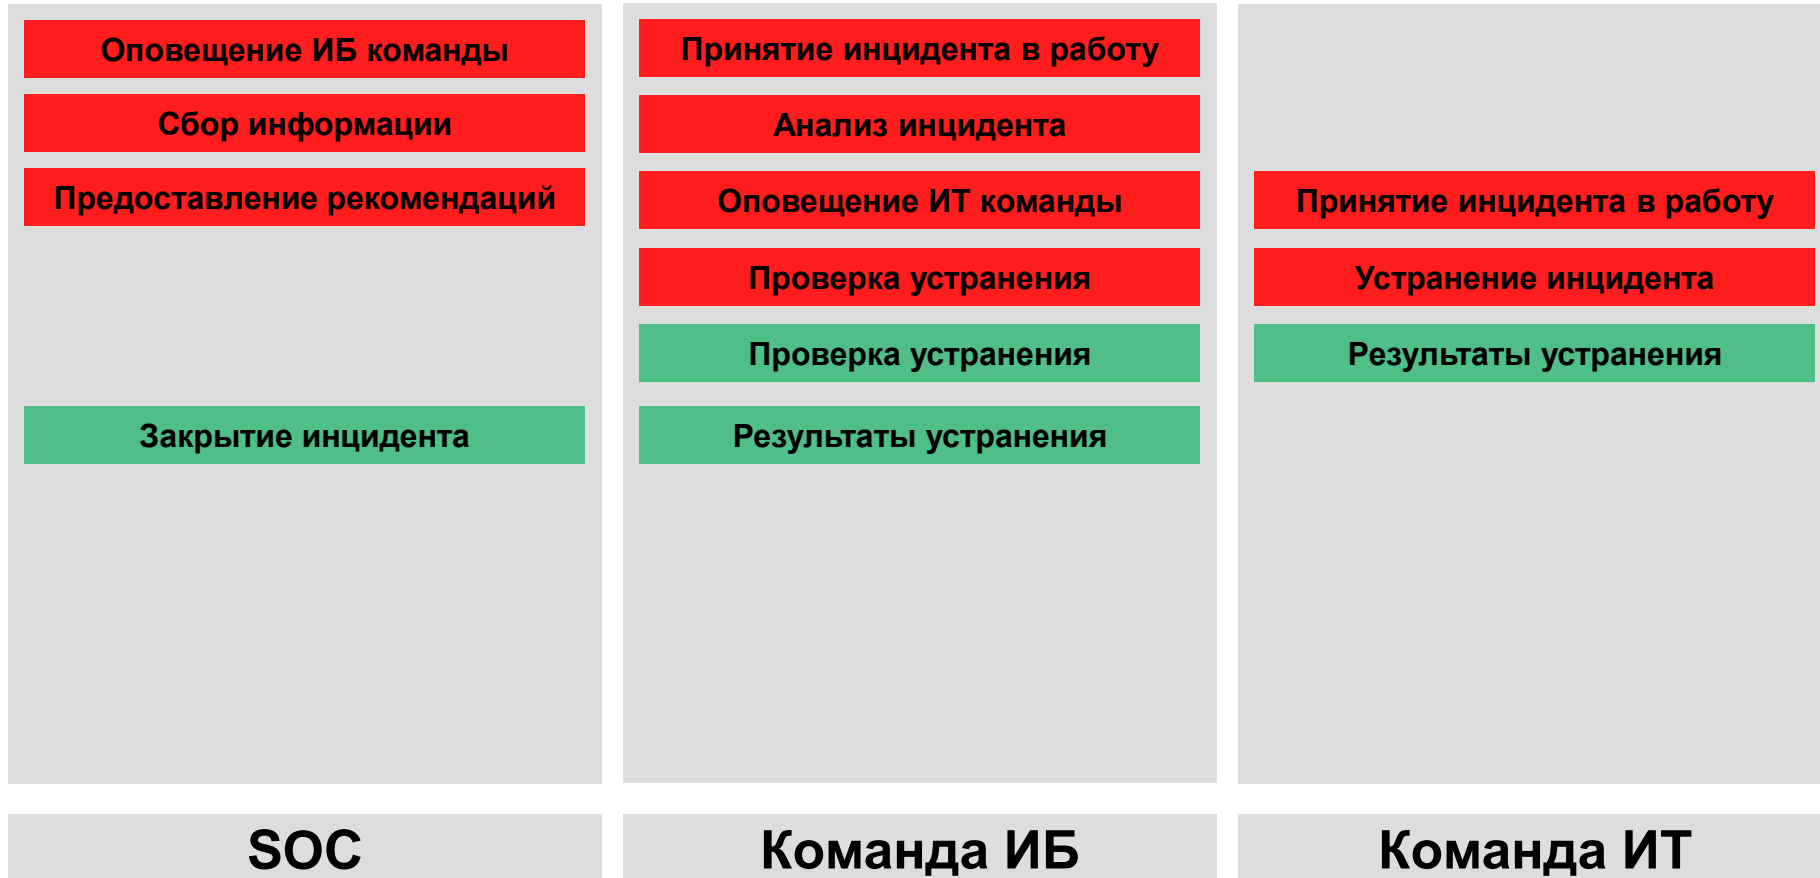 Оповещение ИБ команды
Сбор информации
Предоставление рекомендаций
Закрытие инцидента
SOC
Принятие инцидента в работу
Анализ инцидента
Оповещение ИТ команды
Проверка устранения
Проверка устранения
Результаты устранения
Команда ИБ
Принятие инцидента в работу
Устранение инцидента
Результаты устранения
Команда ИТ